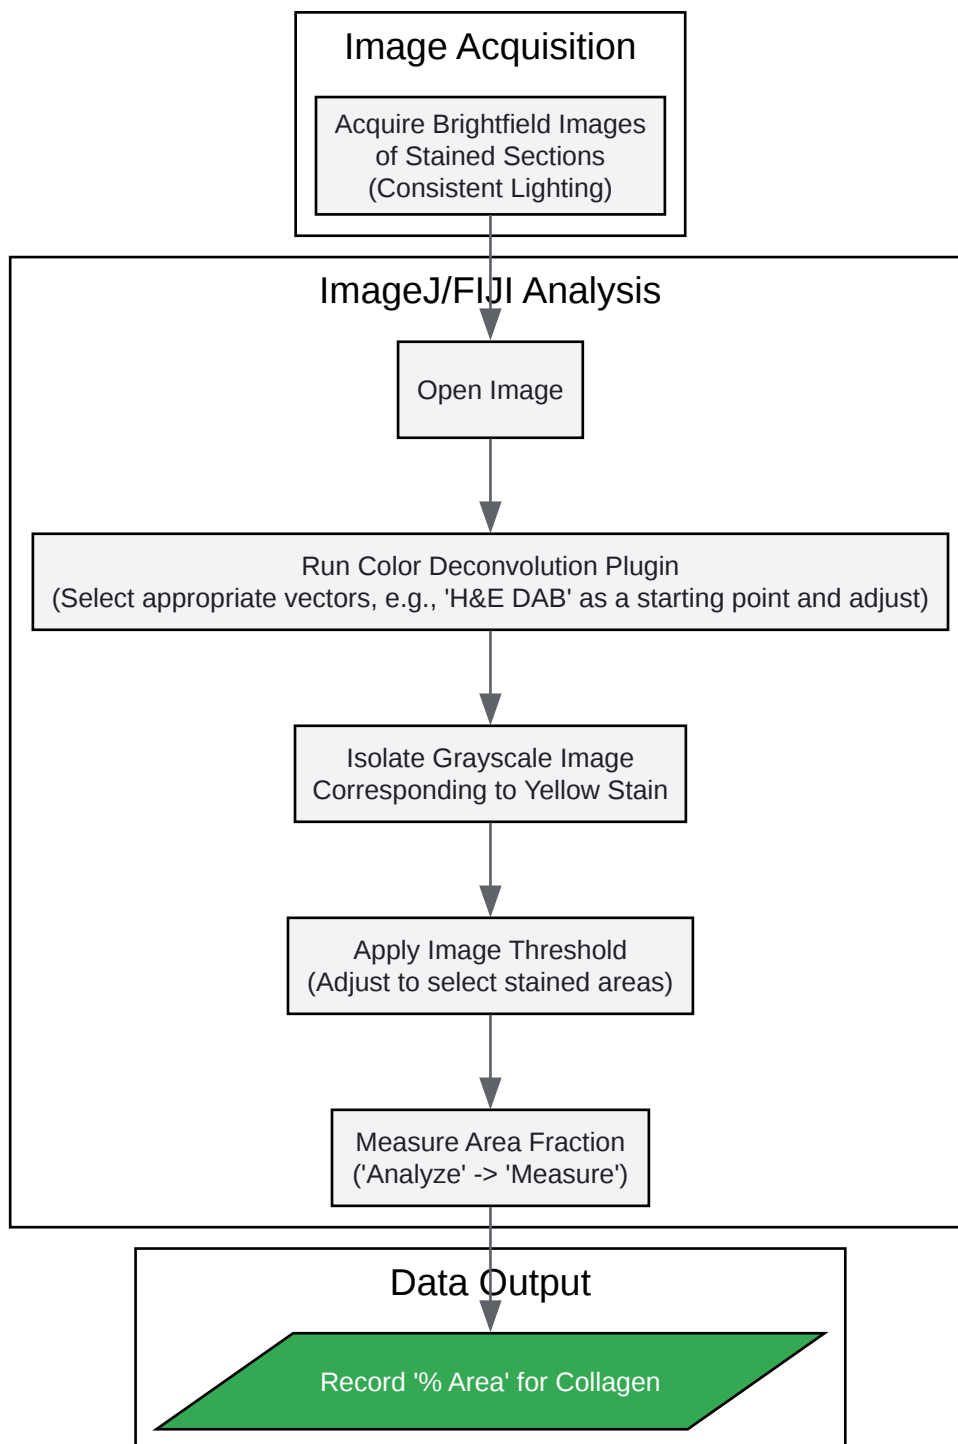 Image Acquisition
Acquire Brightfield Images
of Stained Sections
(Consistent Lighting)
ImageJ/FIJI Analysis
Open Image
Run Color Deconvolution Plugin
(Select appropriate vectors, e.g., 'H&E DAB' as a starting point and adjust)
Isolate Grayscale Image
Corresponding to Yellow Stain
Apply Image Threshold
(Adjust to select stained areas)
Measure Area Fraction
('Analyze' -> 'Measure')
Data Output
Record '% Area' for Collagen